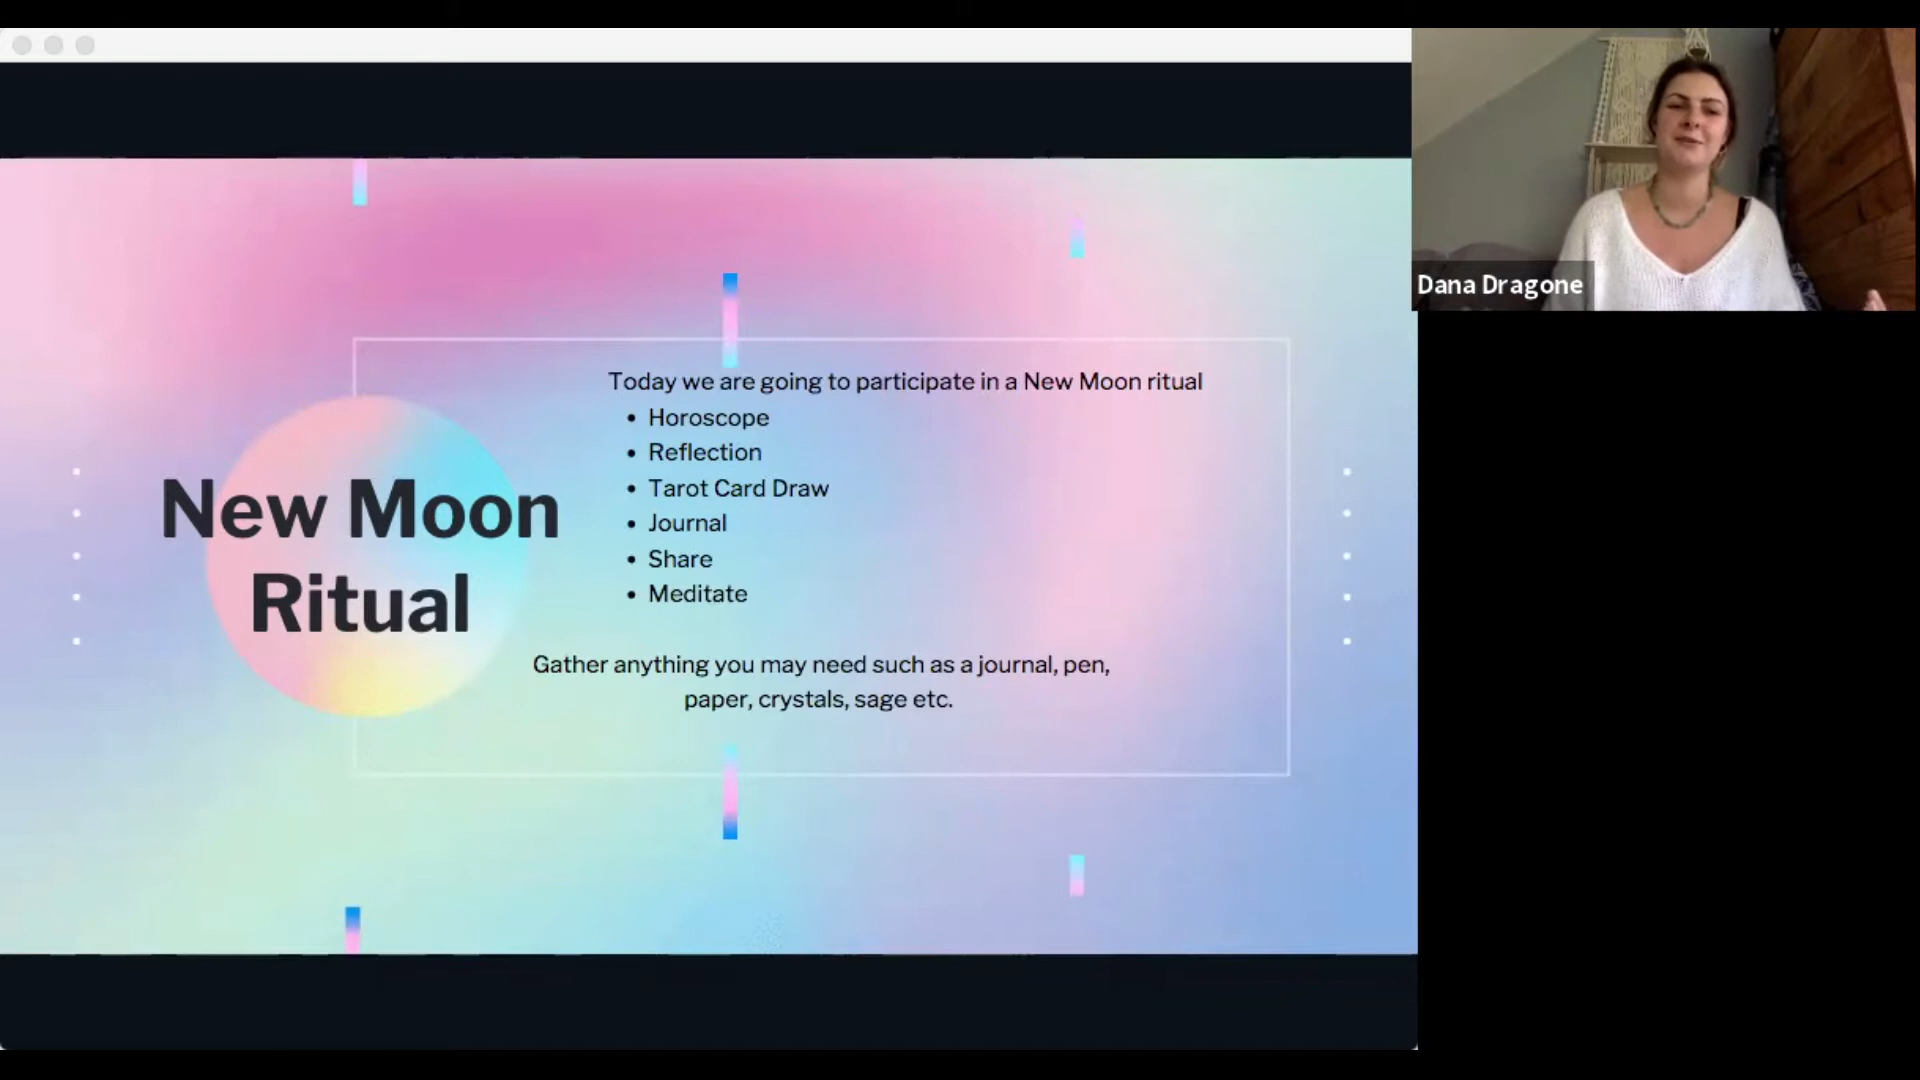 New Moon
Ritual
Today we are going to participate in a New Moon ritual
• Horoscope
• Reflection
• Tarot Card Draw
• Journal
• Share
• Meditate
Gather anything you may need such as a journal, pen,
paper, crystals, sage etc.
Dana Dragone